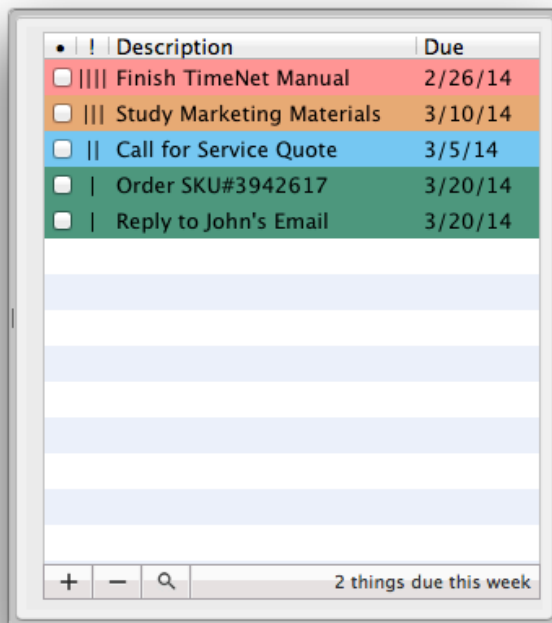 • ! Description Due
|||| Finish TimeNet Manual 2/26/14
||| Study Marketing Materials 3/10/14
|| Call for Service Quote 3/5/14
| Order SKU#3942617 3/20/14
| Reply to John's Email 3/20/14
+ − 2 things due this week